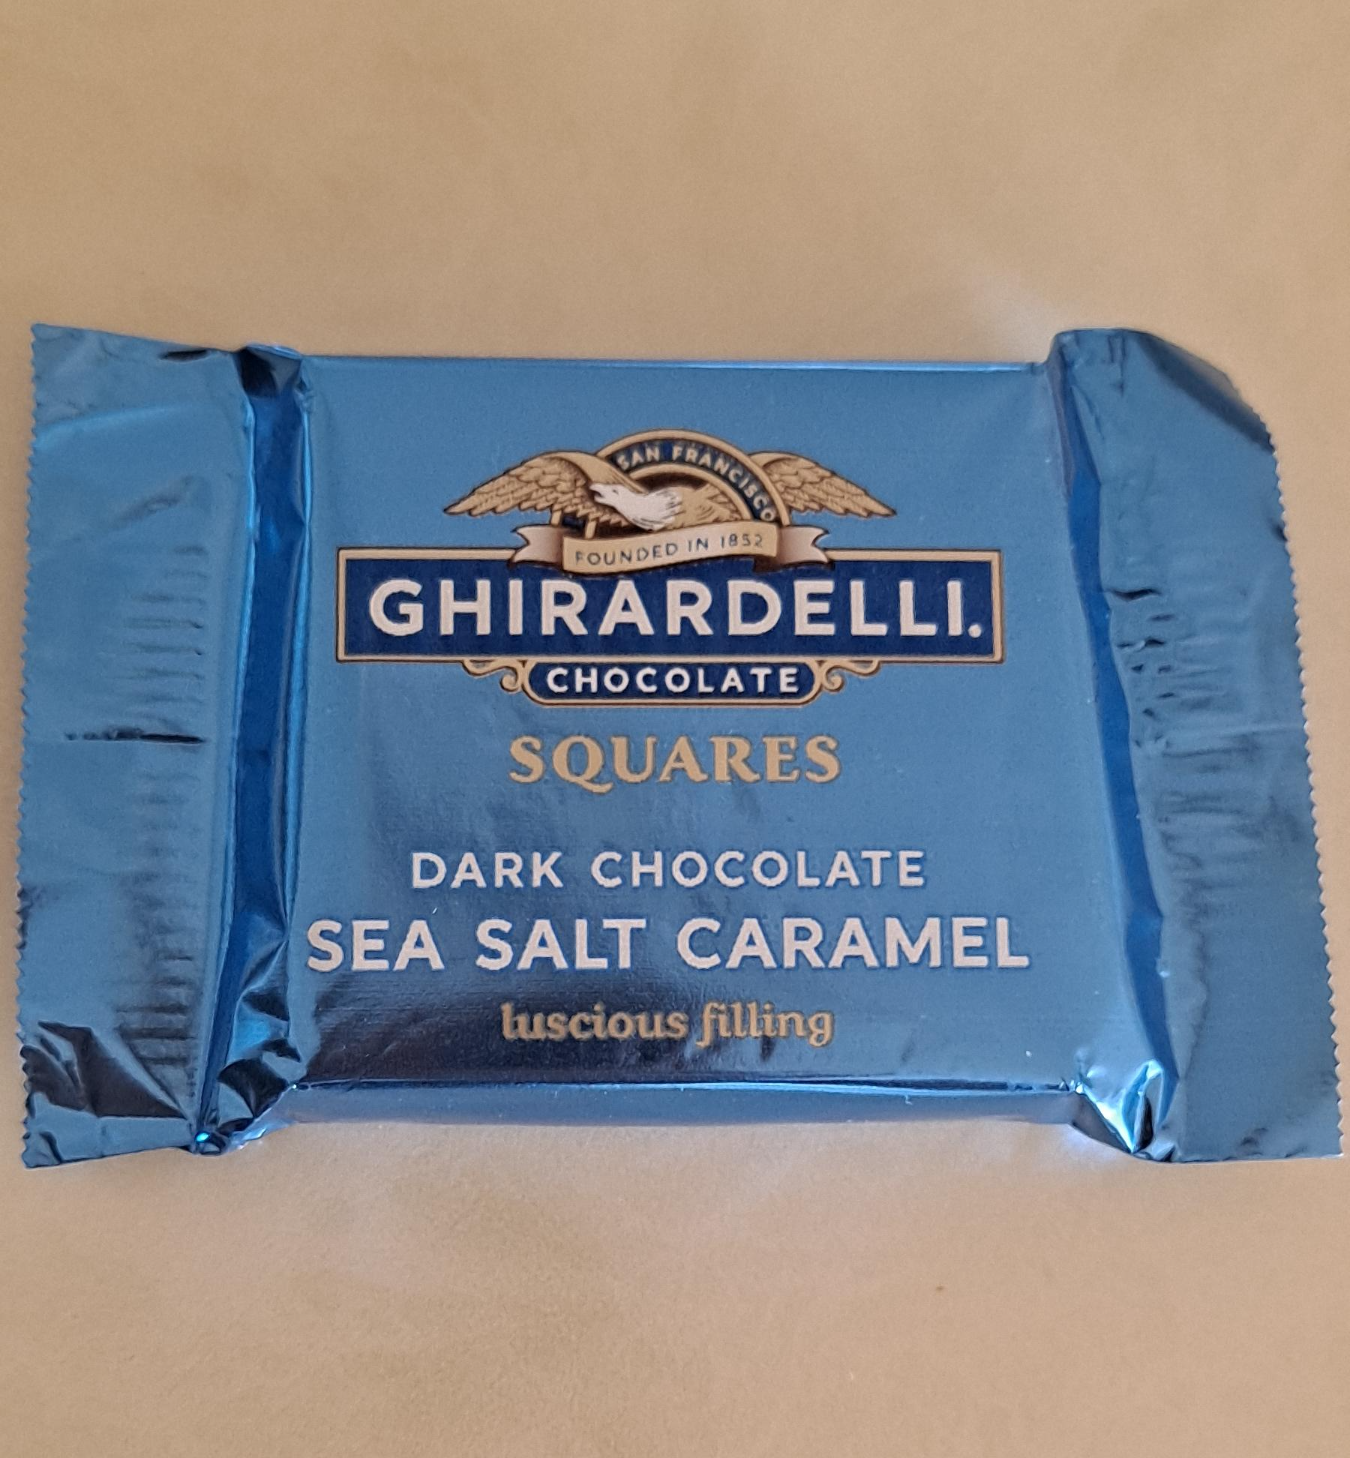 SAN FRANCISCO
FOUNDED IN 1852
GHIRARDELLI.
CHOCOLATE
SQUARES
DARK CHOCOLATE
SEA SALT CARAMEL
luscious filling